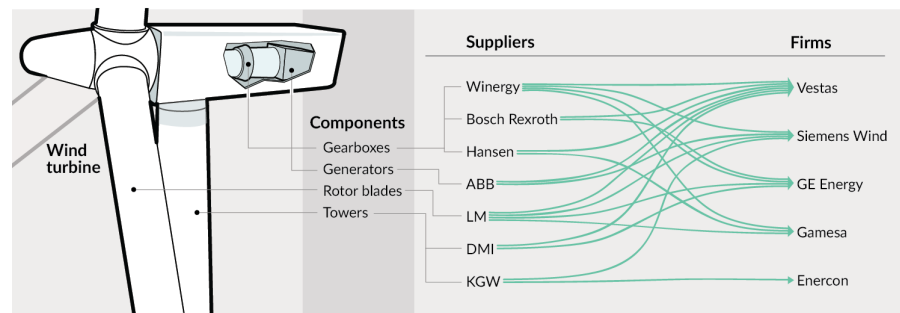 Suppliers
Firms
Winergy
Vestas
Bosch Rexroth
Components
Siemens Wind
Wind
turbine
Gearboxes
Hansen
Generators
ABB
GE Energy
Rotor blades
Towers
LM
Gamesa
DMI
KGW
Enercon